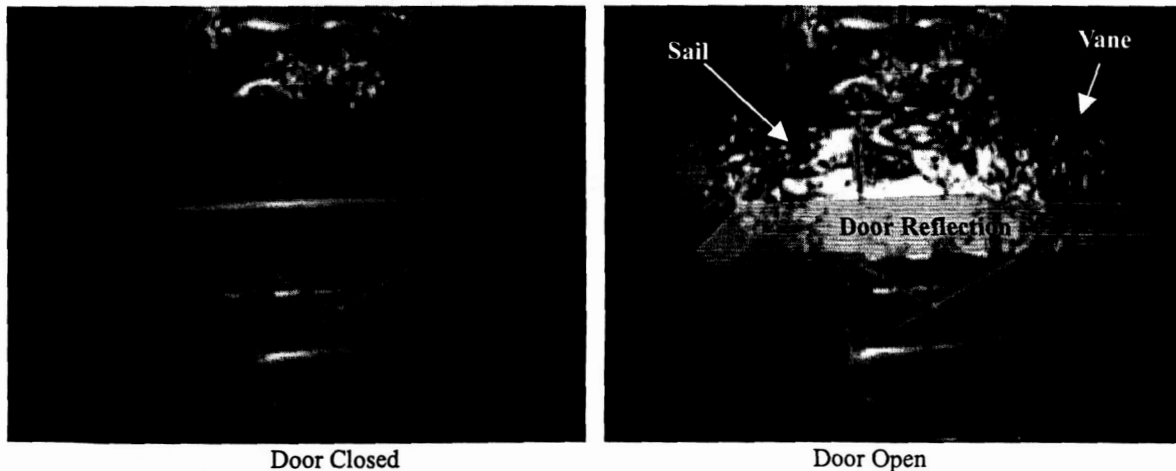 Sail
Vane
Door Reflection
Door Closed
Door Open